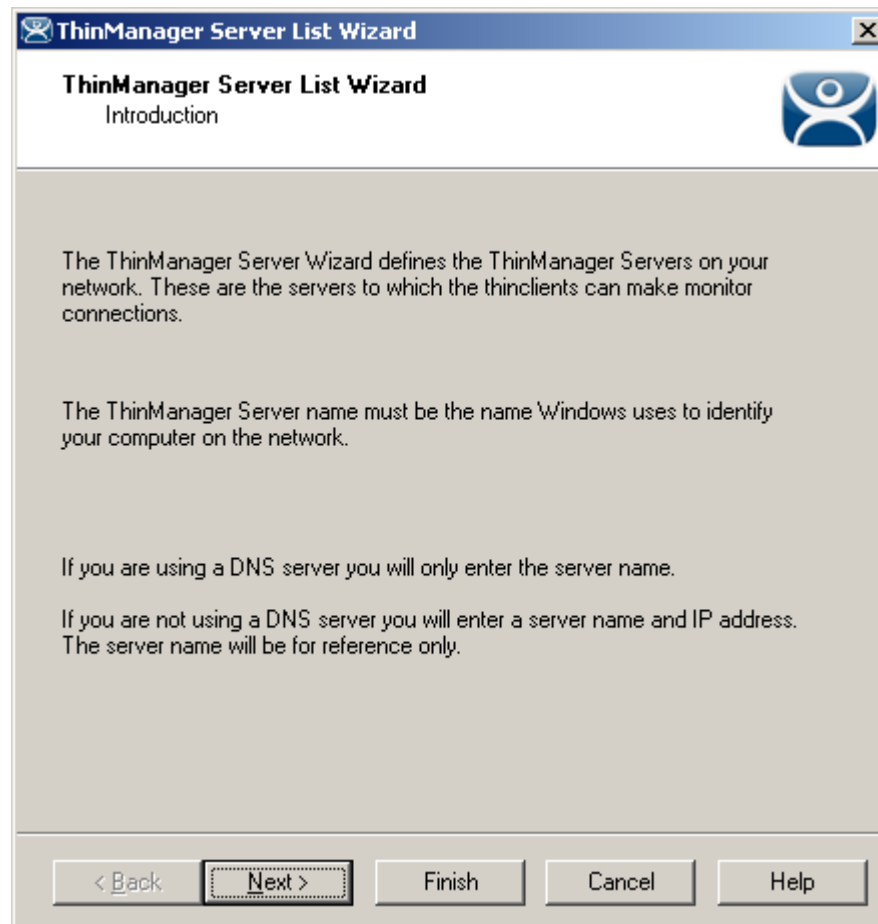 ThinManager Server List Wizard
ThinManager Server List Wizard
Introduction
The ThinManager Server Wizard defines the ThinManager Servers on your
network. These are the servers to which the thinclients can make monitor
connections.
The ThinManager Server name must be the name Windows uses to identify
your computer on the network.
If you are using a DNS server you will only enter the server name.
If you are not using a DNS server you will enter a server name and IP address.
The server name will be for reference only.
< Back Next > Finish Cancel Help